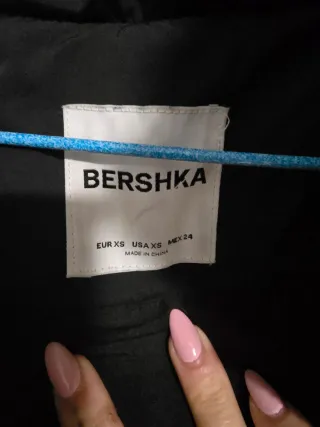 BERSHKA
EUR XS USA XS MEX 24
MADE IN CHINA